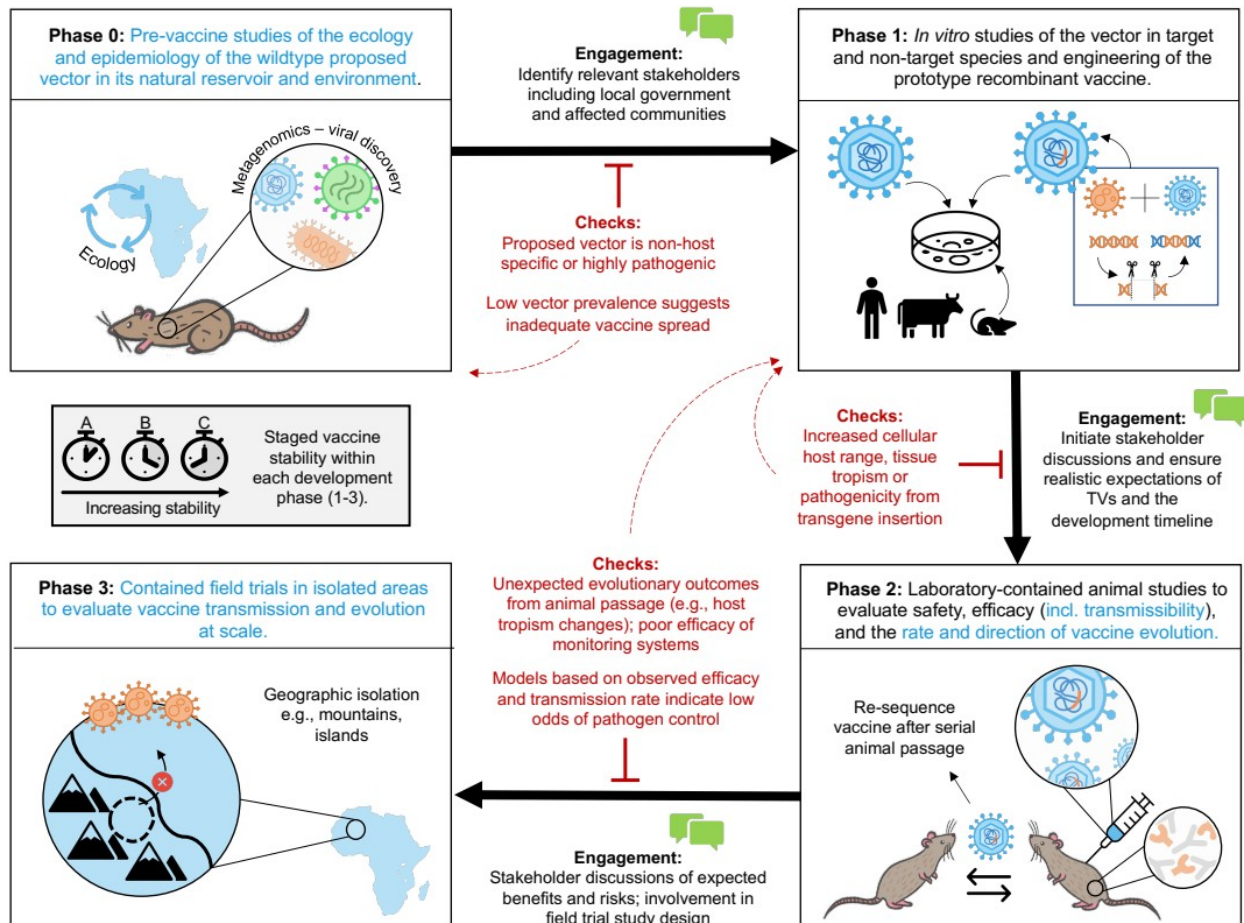 Phase 0: Pre-vaccine studies of the ecology
and epidemiology of the wildtype proposed
vector in its natural reservoir and environment.
Metagenomics – viral discovery
Ecology
Engagement:
Identify relevant stakeholders
including local government
and affected communities
Checks:
Proposed vector is non-host
specific or highly pathogenic
Low vector prevalence suggests
inadequate vaccine spread
Phase 1: In vitro studies of the vector in target
and non-target species and engineering of the
prototype recombinant vaccine.
A B C
Increasing stability
Staged vaccine
stability within
each development
phase (1-3).
Checks:
Increased cellular
host range, tissue
tropism or
pathogenicity from
transgene insertion
Engagement:
Initiate stakeholder
discussions and ensure
realistic expectations of
TVs and the
development timeline
Phase 2: Laboratory-contained animal studies to
evaluate safety, efficacy (incl. transmissibility),
and the rate and direction of vaccine evolution.
Re-sequence
vaccine after serial
animal passage
Checks:
Unexpected evolutionary outcomes
from animal passage (e.g., host
tropism changes); poor efficacy of
monitoring systems
Models based on observed efficacy
and transmission rate indicate low
odds of pathogen control
Engagement:
Stakeholder discussions of expected
benefits and risks; involvement in
field trial study design
Phase 3: Contained field trials in isolated areas
to evaluate vaccine transmission and evolution
at scale.
Geographic isolation
e.g., mountains,
islands